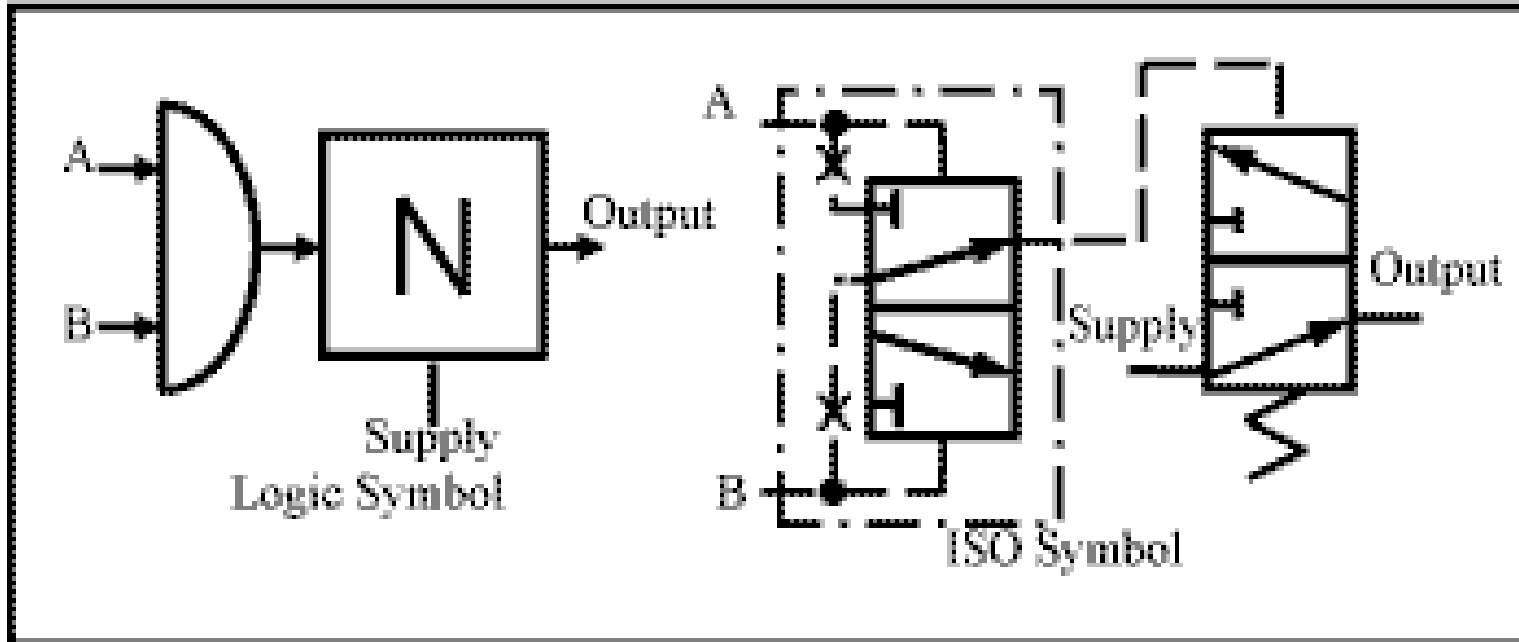 A
B
N
Output
Supply
Logic Symbol
A
B
Supply
Output
ISO Symbol